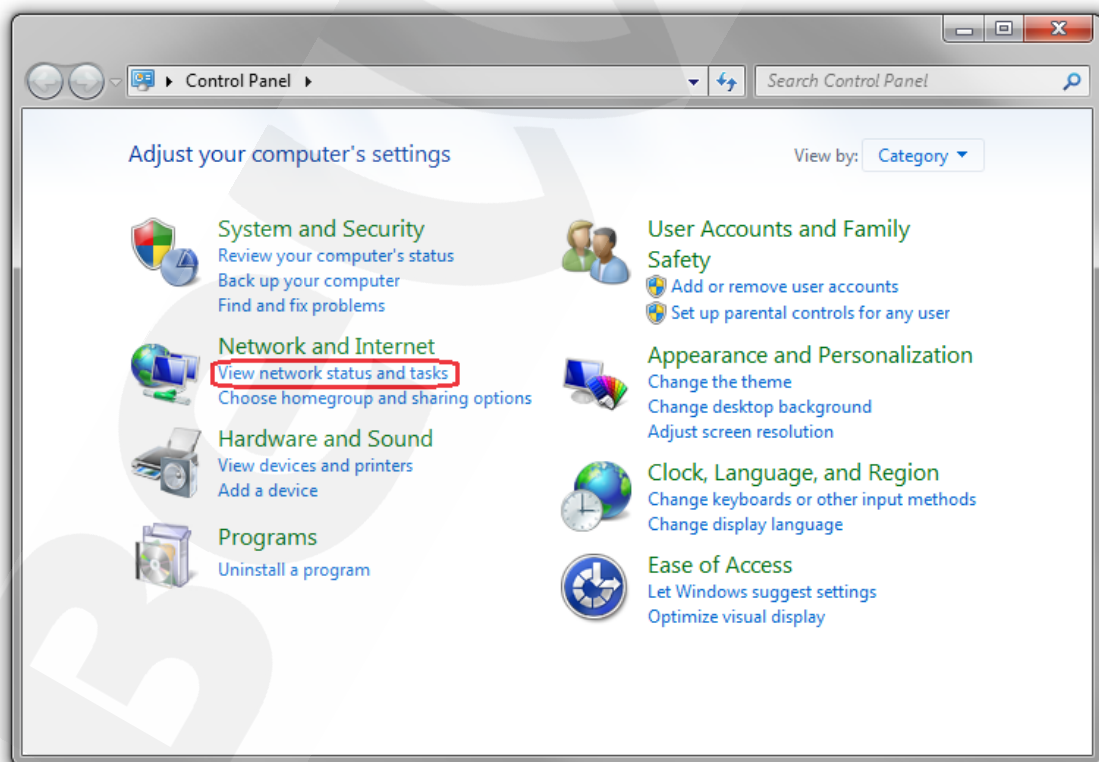 Control Panel
Search Control Panel
Adjust your computer's settings
View by: Category
System and Security
Review your computer's status
Back up your computer
Find and fix problems
Network and Internet
View network status and tasks
Choose homegroup and sharing options
Hardware and Sound
View devices and printers
Add a device
Programs
Uninstall a program
User Accounts and Family
Safety
Add or remove user accounts
Set up parental controls for any user
Appearance and Personalization
Change the theme
Change desktop background
Adjust screen resolution
Clock, Language, and Region
Change keyboards or other input methods
Change display language
Ease of Access
Let Windows suggest settings
Optimize visual display